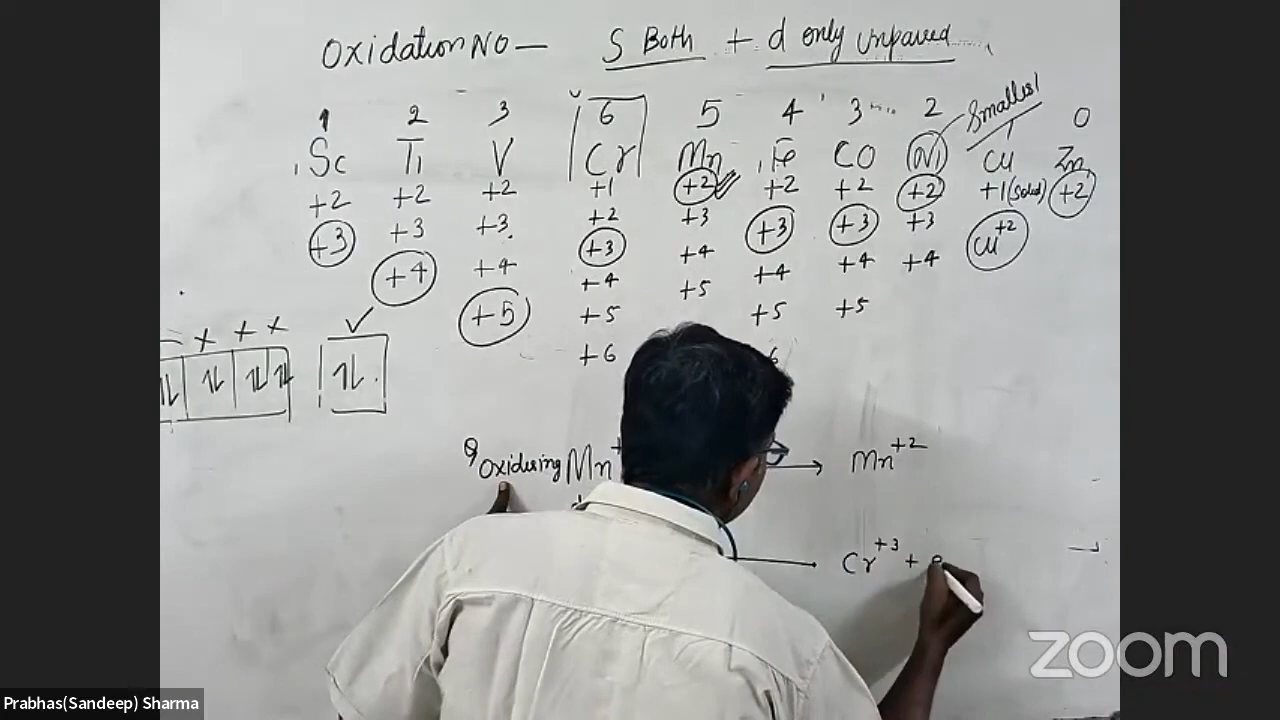 Oxidation NO — S Both + d only unpaired
1 2 3 6 5 4 3 2 Smallest 0
Sc Ti V Cr Mn Fe CO (Ni) Cu Zn
+2 +2 +2 +1 +2 +2 +2 +2 +1(Solid) +2
+3 +3 +3 +2 +3 +3 +3 +3 Cu+2
+4 +4 +3 +4 +4 +4 +4
+5 +4 +5 +5 +5
+5
+6 6
Q Oxidising Mn → Mn+2
→ Cr+3 +
zoom
Prabhas(Sandeep) Sharma